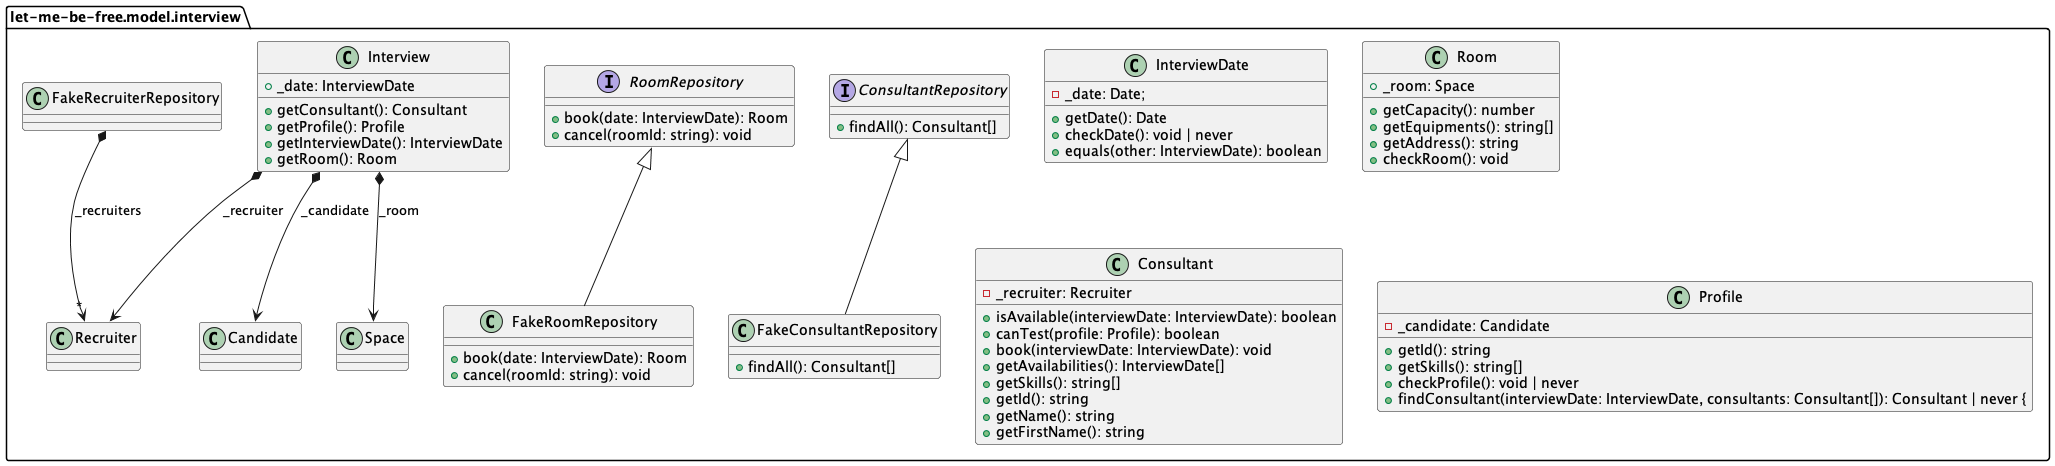 let-me-be-free.model.interview
C FakeRecruiterRepository
C Interview
_date: InterviewDate
getConsultant(): Consultant
getProfile(): Profile
getInterviewDate(): InterviewDate
getRoom(): Room
I RoomRepository
book(date: InterviewDate): Room
cancel(roomId: string): void
I ConsultantRepository
findAll(): Consultant[]
C InterviewDate
_date: Date;
getDate(): Date
checkDate(): void | never
equals(other: InterviewDate): boolean
C Room
_room: Space
getCapacity(): number
getEquipments(): string[]
getAddress(): string
checkRoom(): void
_recruiters
_recruiter
_candidate
_room
*
C Recruiter
C Candidate
C Space
C FakeRoomRepository
book(date: InterviewDate): Room
cancel(roomId: string): void
C FakeConsultantRepository
findAll(): Consultant[]
C Consultant
_recruiter: Recruiter
isAvailable(interviewDate: InterviewDate): boolean
canTest(profile: Profile): boolean
book(interviewDate: InterviewDate): void
getAvailabilities(): InterviewDate[]
getSkills(): string[]
getId(): string
getName(): string
getFirstName(): string
C Profile
_candidate: Candidate
getId(): string
getSkills(): string[]
checkProfile(): void | never
findConsultant(interviewDate: InterviewDate, consultants: Consultant[]): Consultant | never {